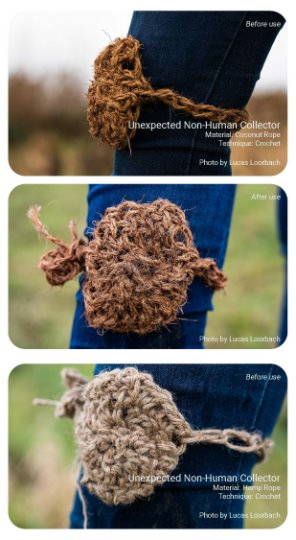 Before use
Unexpected Non-Human Collector
Material: Coconut Rope
Technique: Crochet
Photo by Lucas Loorbach
After use
Photo by Lucas Loorbach
Before use
Unexpected Non-Human Collector
Material: Hemp Rope
Technique: Crochet
Photo by Lucas Loorbach